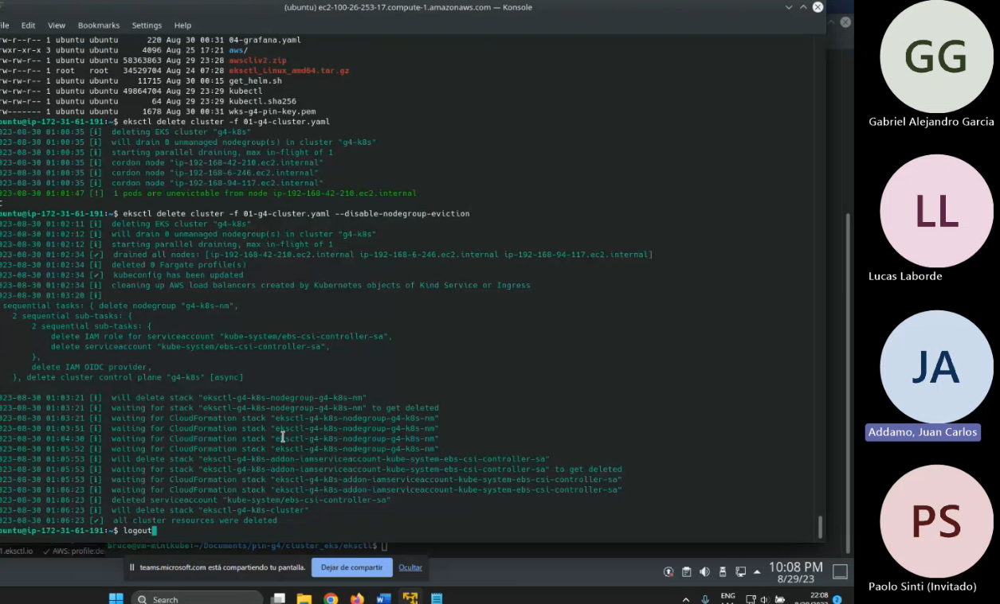 (ubuntu) ec2-100-26-253-17.compute-1.amazonaws.com — Konsole
ile Edit View Bookmarks Settings Help
rw-r--r-- 1 ubuntu ubuntu 220 Aug 30 00:31 04-grafana.yaml
rwxr-xr-x 3 ubuntu ubuntu 4096 Aug 25 17:21 aws/
rw-r--r-- 1 ubuntu ubuntu 58363863 Aug 29 23:28 awscliv2.zip
rw-r--r-- 1 root root 34529704 Aug 24 07:28 eksctl_Linux_amd64.tar.gz
rw-r--r-- 1 ubuntu ubuntu 11715 Aug 30 00:15 get_helm.sh
rw-r--r-- 1 ubuntu ubuntu 49864704 Aug 29 23:29 kubectl
rw-r--r-- 1 ubuntu ubuntu 64 Aug 29 23:29 kubectl.sha256
rw------- 1 ubuntu ubuntu 1678 Aug 30 00:31 wks-g4-pin-key.pem
buntu@ip-172-31-61-191:~$ eksctl delete cluster -f 01-g4-cluster.yaml
023-08-30 01:00:35 [ℹ] deleting EKS cluster "g4-k8s"
023-08-30 01:00:35 [ℹ] will drain 0 unmanaged nodegroup(s) in cluster "g4-k8s"
023-08-30 01:00:35 [ℹ] starting parallel draining, max in-flight of 1
023-08-30 01:00:35 [ℹ] cordon node "ip-192-168-42-210.ec2.internal"
023-08-30 01:00:35 [ℹ] cordon node "ip-192-168-6-246.ec2.internal"
023-08-30 01:00:35 [ℹ] cordon node "ip-192-168-94-117.ec2.internal"
023-08-30 01:01:47 [!] 1 pods are unevictable from node ip-192-168-42-210.ec2.internal
C
buntu@ip-172-31-61-191:~$ eksctl delete cluster -f 01-g4-cluster.yaml --disable-nodegroup-eviction
023-08-30 01:02:11 [ℹ] deleting EKS cluster "g4-k8s"
023-08-30 01:02:12 [ℹ] will drain 0 unmanaged nodegroup(s) in cluster "g4-k8s"
023-08-30 01:02:12 [ℹ] starting parallel draining, max in-flight of 1
023-08-30 01:02:34 [✔] drained all nodes: [ip-192-168-42-210.ec2.internal ip-192-168-6-246.ec2.internal ip-192-168-94-117.ec2.internal]
023-08-30 01:02:34 [ℹ] deleted 0 Fargate profile(s)
023-08-30 01:02:34 [✔] kubeconfig has been updated
023-08-30 01:02:34 [ℹ] cleaning up AWS load balancers created by Kubernetes objects of Kind Service or Ingress
023-08-30 01:03:20 [ℹ]
sequential tasks: { delete nodegroup "g4-k8s-nm",
2 sequential sub-tasks: {
2 sequential sub-tasks: {
delete IAM role for serviceaccount "kube-system/ebs-csi-controller-sa",
delete serviceaccount "kube-system/ebs-csi-controller-sa",
},
delete IAM OIDC provider,
}, delete cluster control plane "g4-k8s" [async]
023-08-30 01:03:21 [ℹ] will delete stack "eksctl-g4-k8s-nodegroup-g4-k8s-nm"
023-08-30 01:03:21 [ℹ] waiting for stack "eksctl-g4-k8s-nodegroup-g4-k8s-nm" to get deleted
023-08-30 01:03:21 [ℹ] waiting for CloudFormation stack "eksctl-g4-k8s-nodegroup-g4-k8s-nm"
023-08-30 01:03:51 [ℹ] waiting for CloudFormation stack "eksctl-g4-k8s-nodegroup-g4-k8s-nm"
023-08-30 01:04:30 [ℹ] waiting for CloudFormation stack "eksctl-g4-k8s-nodegroup-g4-k8s-nm"
023-08-30 01:05:52 [ℹ] waiting for CloudFormation stack "eksctl-g4-k8s-nodegroup-g4-k8s-nm"
023-08-30 01:05:53 [ℹ] will delete stack "eksctl-g4-k8s-addon-iamserviceaccount-kube-system-ebs-csi-controller-sa"
023-08-30 01:05:53 [ℹ] waiting for stack "eksctl-g4-k8s-addon-iamserviceaccount-kube-system-ebs-csi-controller-sa" to get deleted
023-08-30 01:05:53 [ℹ] waiting for CloudFormation stack "eksctl-g4-k8s-addon-iamserviceaccount-kube-system-ebs-csi-controller-sa"
023-08-30 01:06:23 [ℹ] waiting for CloudFormation stack "eksctl-g4-k8s-addon-iamserviceaccount-kube-system-ebs-csi-controller-sa"
023-08-30 01:06:23 [ℹ] deleted serviceaccount "kube-system/ebs-csi-controller-sa"
023-08-30 01:06:23 [ℹ] will delete stack "eksctl-g4-k8s-cluster"
023-08-30 01:06:23 [✔] all cluster resources were deleted
buntu@ip-172-31-61-191:~$ logout
1.eksctl.io ✓ AWS: profile:de bruce@vm-minikube:~/Documents/pin-g4/cluster_eks/eksctl$
teams.microsoft.com está compartiendo tu pantalla. Dejar de compartir Ocultar
10:08 PM
8/29/23
Search
ENG
22:08
2
GG
Gabriel Alejandro Garcia
LL
Lucas Laborde
JA
Addamo, Juan Carlos
PS
Paolo Sinti (Invitado)